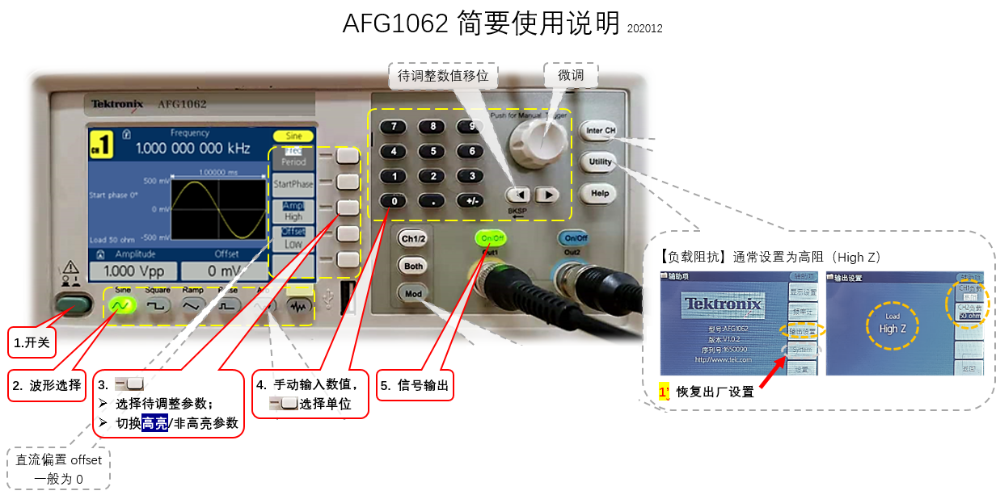 AFG1062 简要使用说明 202012
待调整数值移位
微调
Tektronix AFG1062
Push for Manual Trigger
CH 1
Frequency
1.000 000 000 kHz
Sine
Freq
Period
StartPhase
Ampl
High
Offset
Low
1.00000 ms
500 mV
Start phase 0°
0 mV
Load 50 ohm
-500 mV
Amplitude
Offset
1.000 Vpp
0 mV
Sine Square Ramp Pulse Arb
7 8 9
4 5 6
1 2 3
0 . +/-
BKSP
Inter CH
Utility
Help
Ch1/2
Both
Mod
On/Off
Out1
On/Off
Out2
1.开关
2. 波形选择
3.
➢ 选择待调整参数；
➢ 切换高亮/非高亮参数
4. 手动输入数值，
选择单位
5. 信号输出
直流偏置 offset
一般为 0
【负载阻抗】通常设置为高阻（High Z）
辅助项
辅助项
显示设置
频率计
输出设置
System
设置
Tektronix
型号:AFG1062
版本:V1.0.2
序列号:1650090
http://www.tek.com
输出设置
辅助项
CH1负载
高阻
CH2负载
50 ohm
返回
Load
High Z
1' 恢复出厂设置